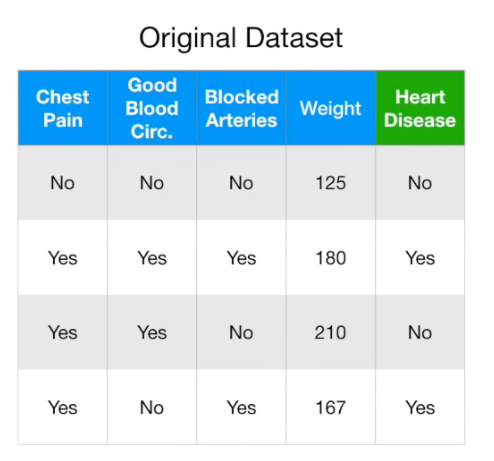 Original Dataset
Chest Pain Good Blood Circ. Blocked Arteries Weight Heart Disease
No No No 125 No
Yes Yes Yes 180 Yes
Yes Yes No 210 No
Yes No Yes 167 Yes